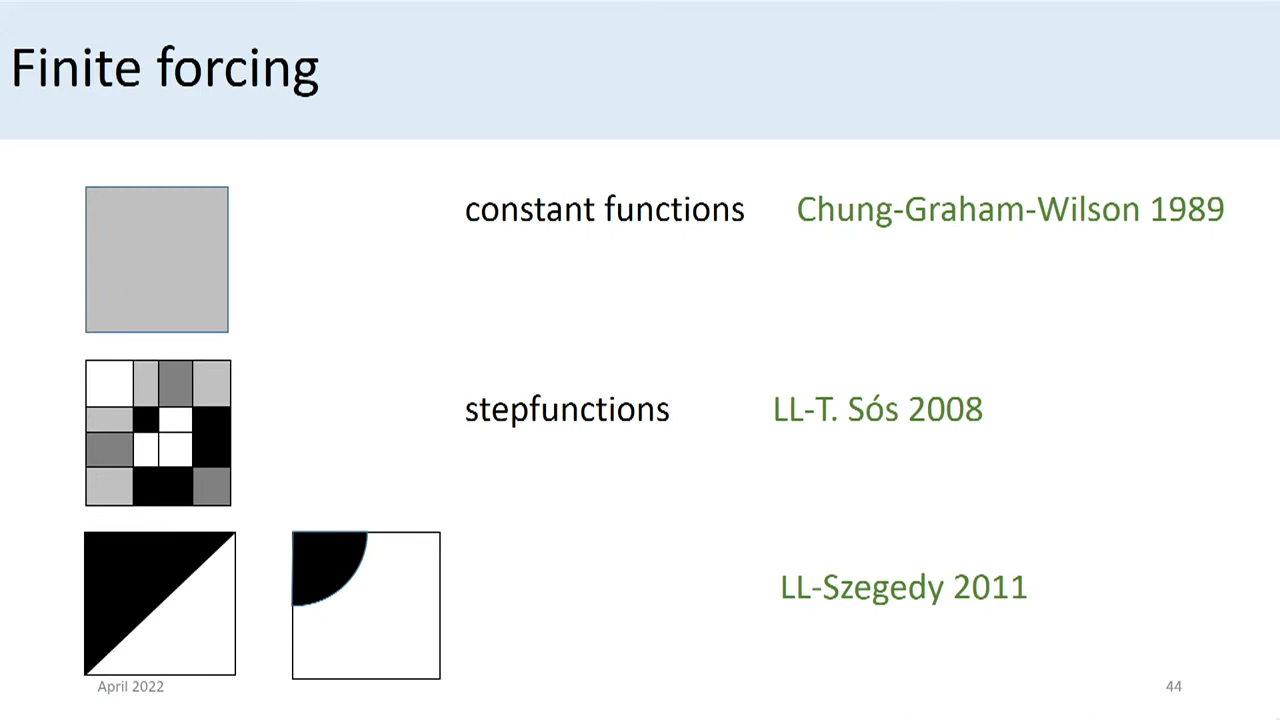 Finite forcing
constant functions Chung-Graham-Wilson 1989
stepfunctions LL-T. Sós 2008
LL-Szegedy 2011
April 2022 44